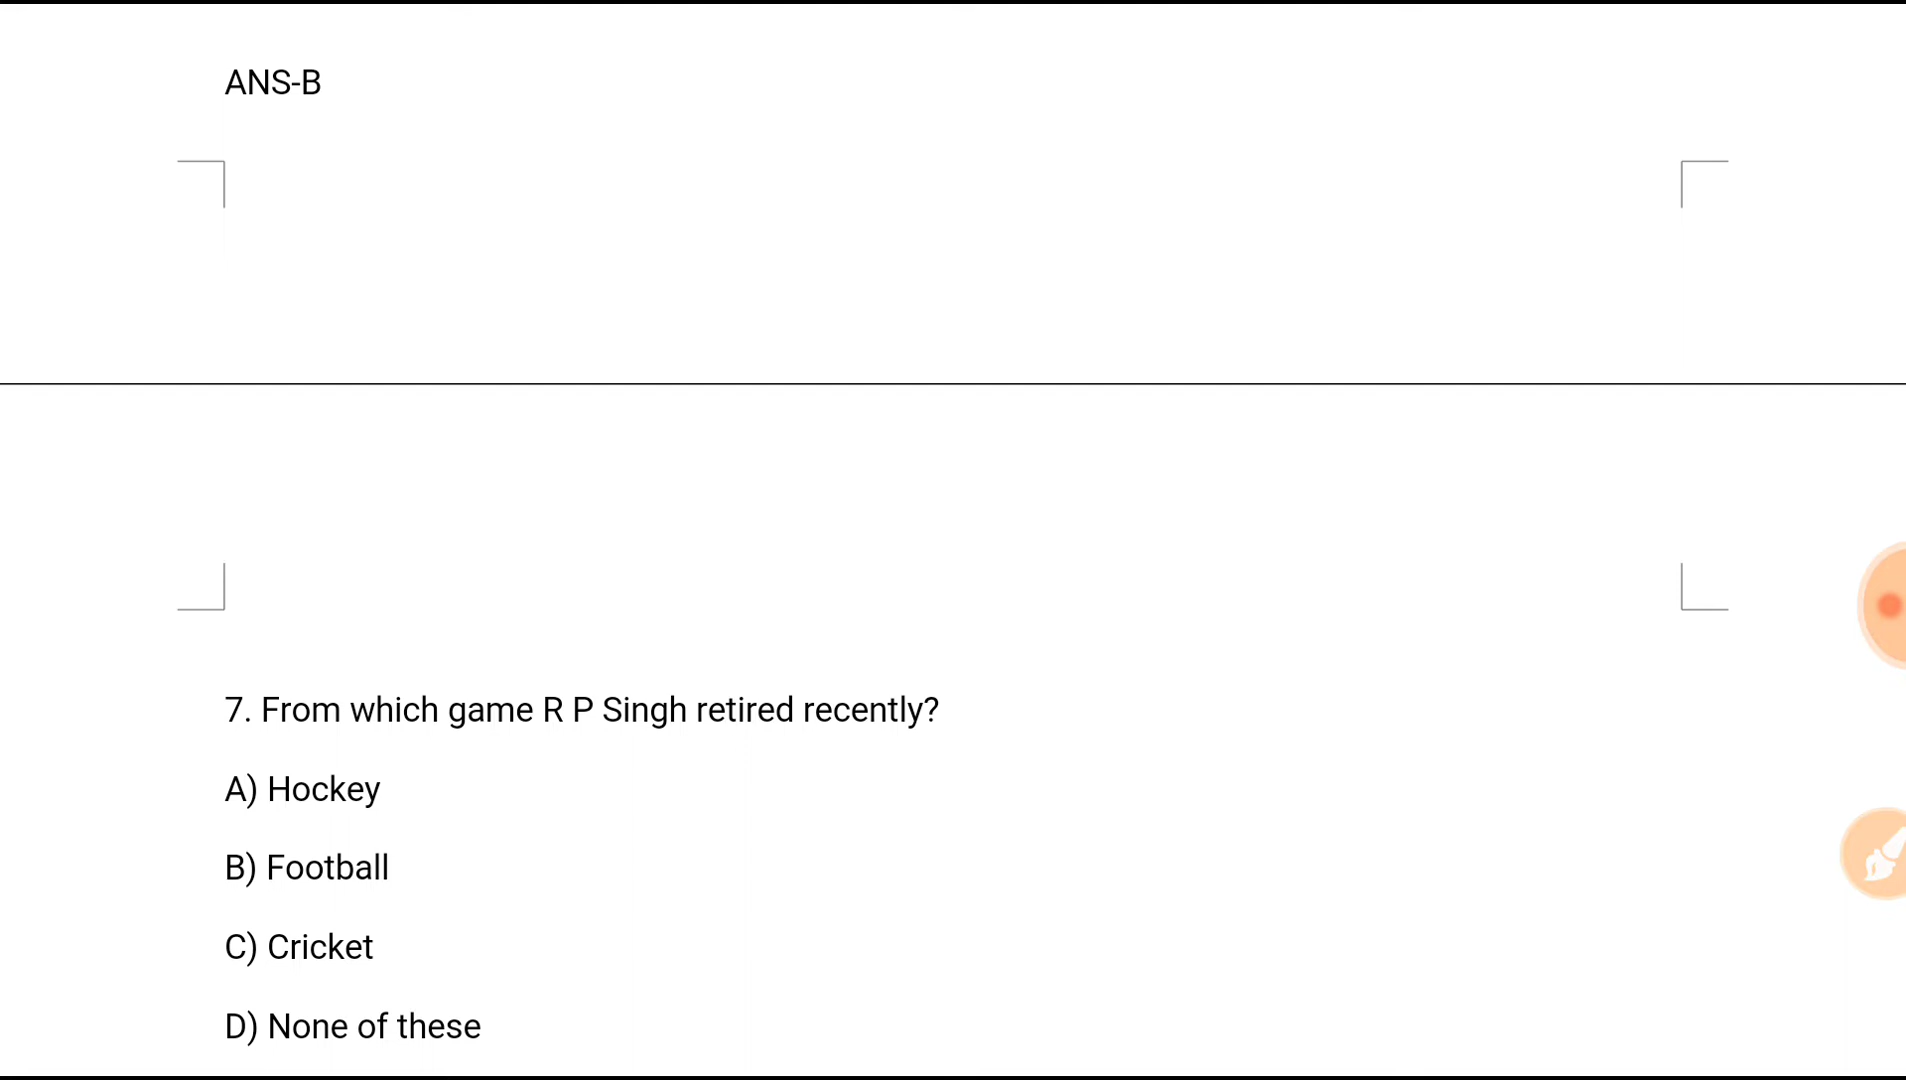 ANS-B
7. From which game R P Singh retired recently?
A) Hockey
B) Football
C) Cricket
D) None of these